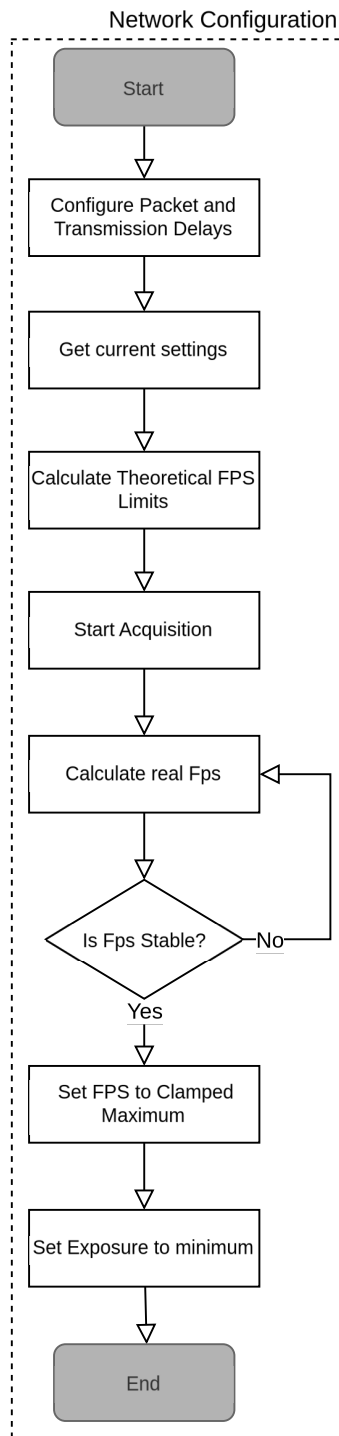 Network Configuration
Start
Configure Packet and
Transmission Delays
Get current settings
Calculate Theoretical FPS
Limits
Start Acquisition
Calculate real Fps
Is Fps Stable?
No
Yes
Set FPS to Clamped
Maximum
Set Exposure to minimum
End